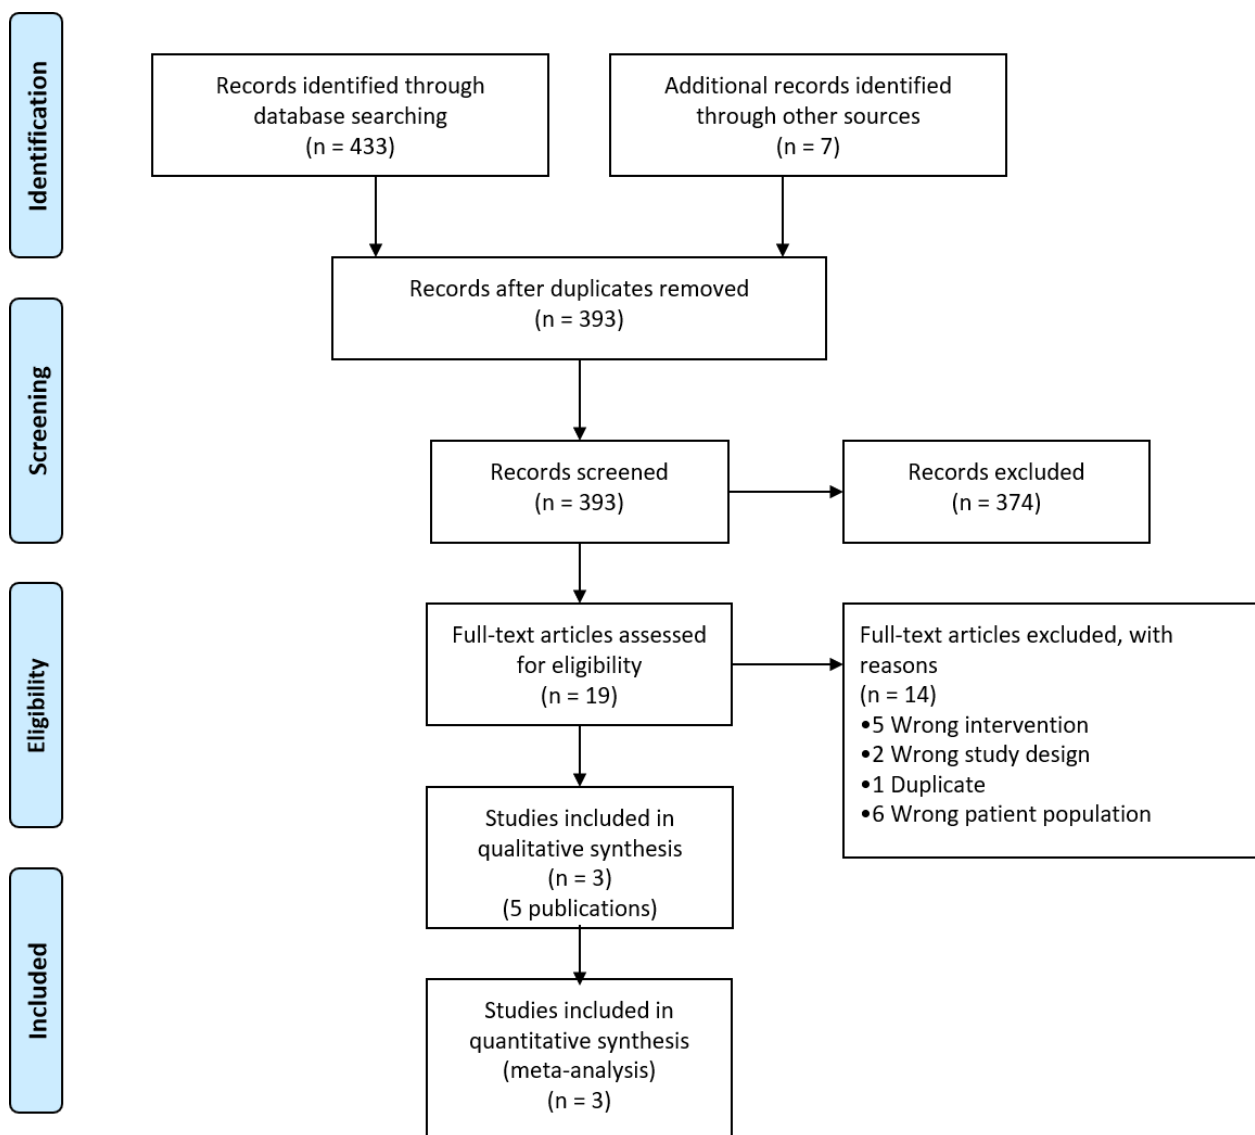 Identification
Records identified through
database searching
(n = 433)
Additional records identified
through other sources
(n = 7)
Records after duplicates removed
(n = 393)
Screening
Records screened
(n = 393)
Records excluded
(n = 374)
Eligibility
Full-text articles assessed
for eligibility
(n = 19)
Full-text articles excluded, with
reasons
(n = 14)
•5 Wrong intervention
•2 Wrong study design
•1 Duplicate
•6 Wrong patient population
Studies included in
qualitative synthesis
(n = 3)
(5 publications)
Included
Studies included in
quantitative synthesis
(meta-analysis)
(n = 3)